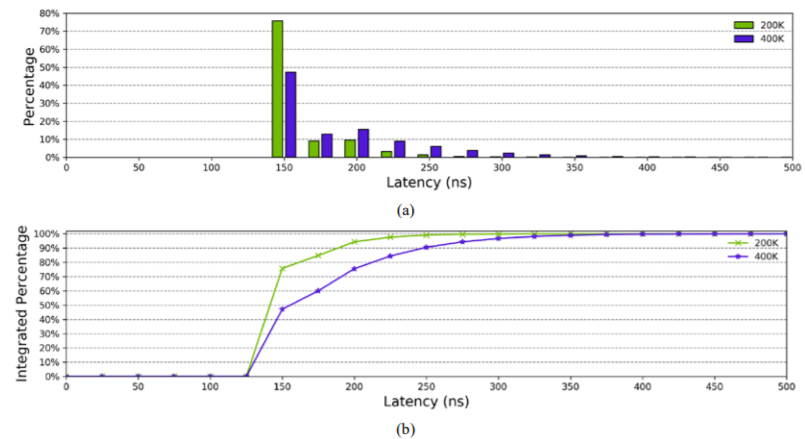 80%
70%
60%
50%
40%
30%
20%
10%
0%
Percentage
200K
400K
0 50 100 150 200 250 300 350 400 450 500
Latency (ns)
(a)
100%
90%
80%
70%
60%
50%
40%
30%
20%
10%
0%
Integrated Percentage
200K
400K
0 50 100 150 200 250 300 350 400 450 500
Latency (ns)
(b)